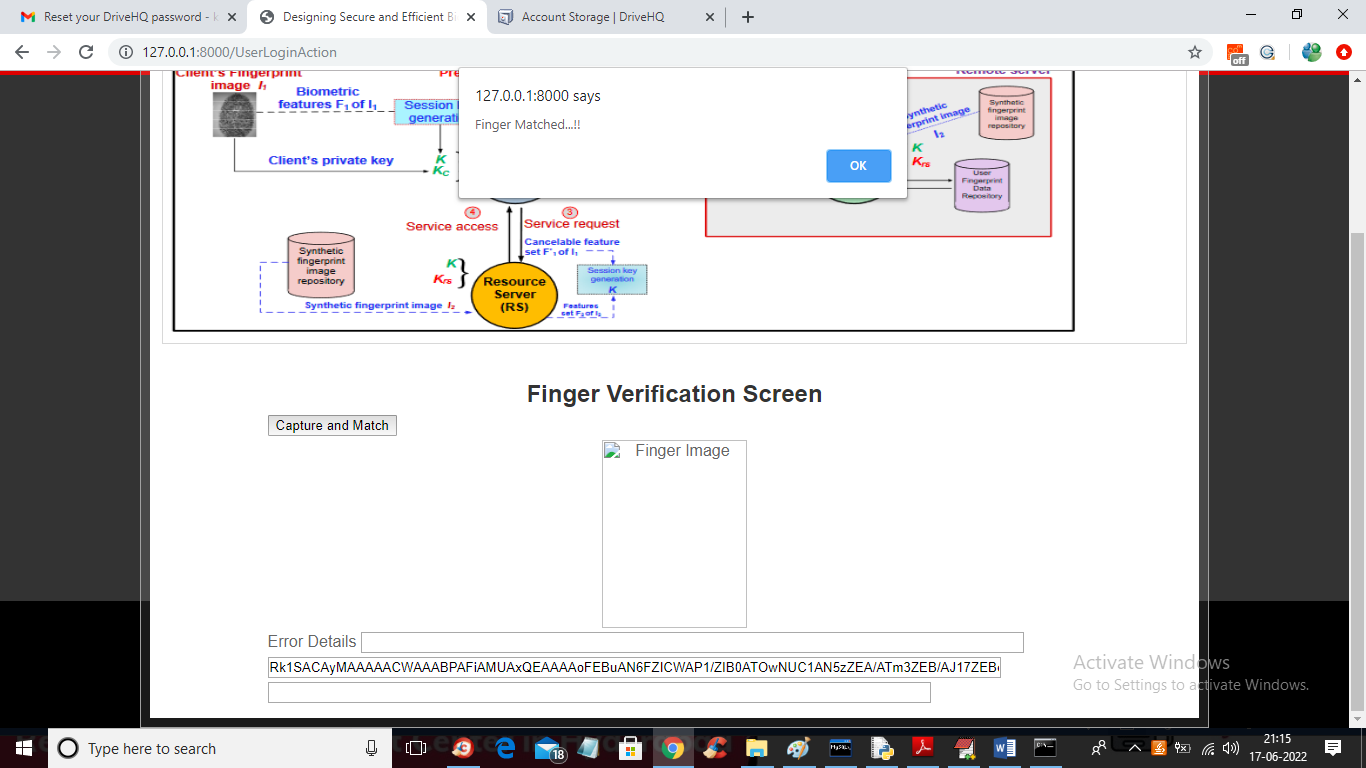 Reset your DriveHQ password - k
Designing Secure and Efficient Bi
Account Storage | DriveHQ
127.0.0.1:8000/UserLoginAction
off
Client's Fingerprint
image I₁
Biometric
features F₁ of I₁
Session
generati
Client's private key
K
Kc
Pre
127.0.0.1:8000 says
Finger Matched...!!
OK
Remote server
ynthetic
erprint image
I₂
K
Krs
Synthetic
fingerprint
image
repository
User
Fingerprint
Data
Repository
4
Service access
3
Service request
Cancelable feature
set F'₁ of I₁
Synthetic
fingerprint
image
repository
K
Krs
Resource
Server
(RS)
Session key
generation
K
Synthetic fingerprint image I₂
Features
set F₂ of I₂
Finger Verification Screen
Capture and Match
Finger Image
Error Details
Rk1SACAyMAAAAACWAAABPAFiAMUAxQEAAAAoFEBuAN6FZICWAP1/ZIB0ATOwNUC1AN5zZEA/ATm3ZEB/AJ17ZEB
Activate Windows
Go to Settings to activate Windows.
Type here to search
18
MySQL
21:15
17-06-2022